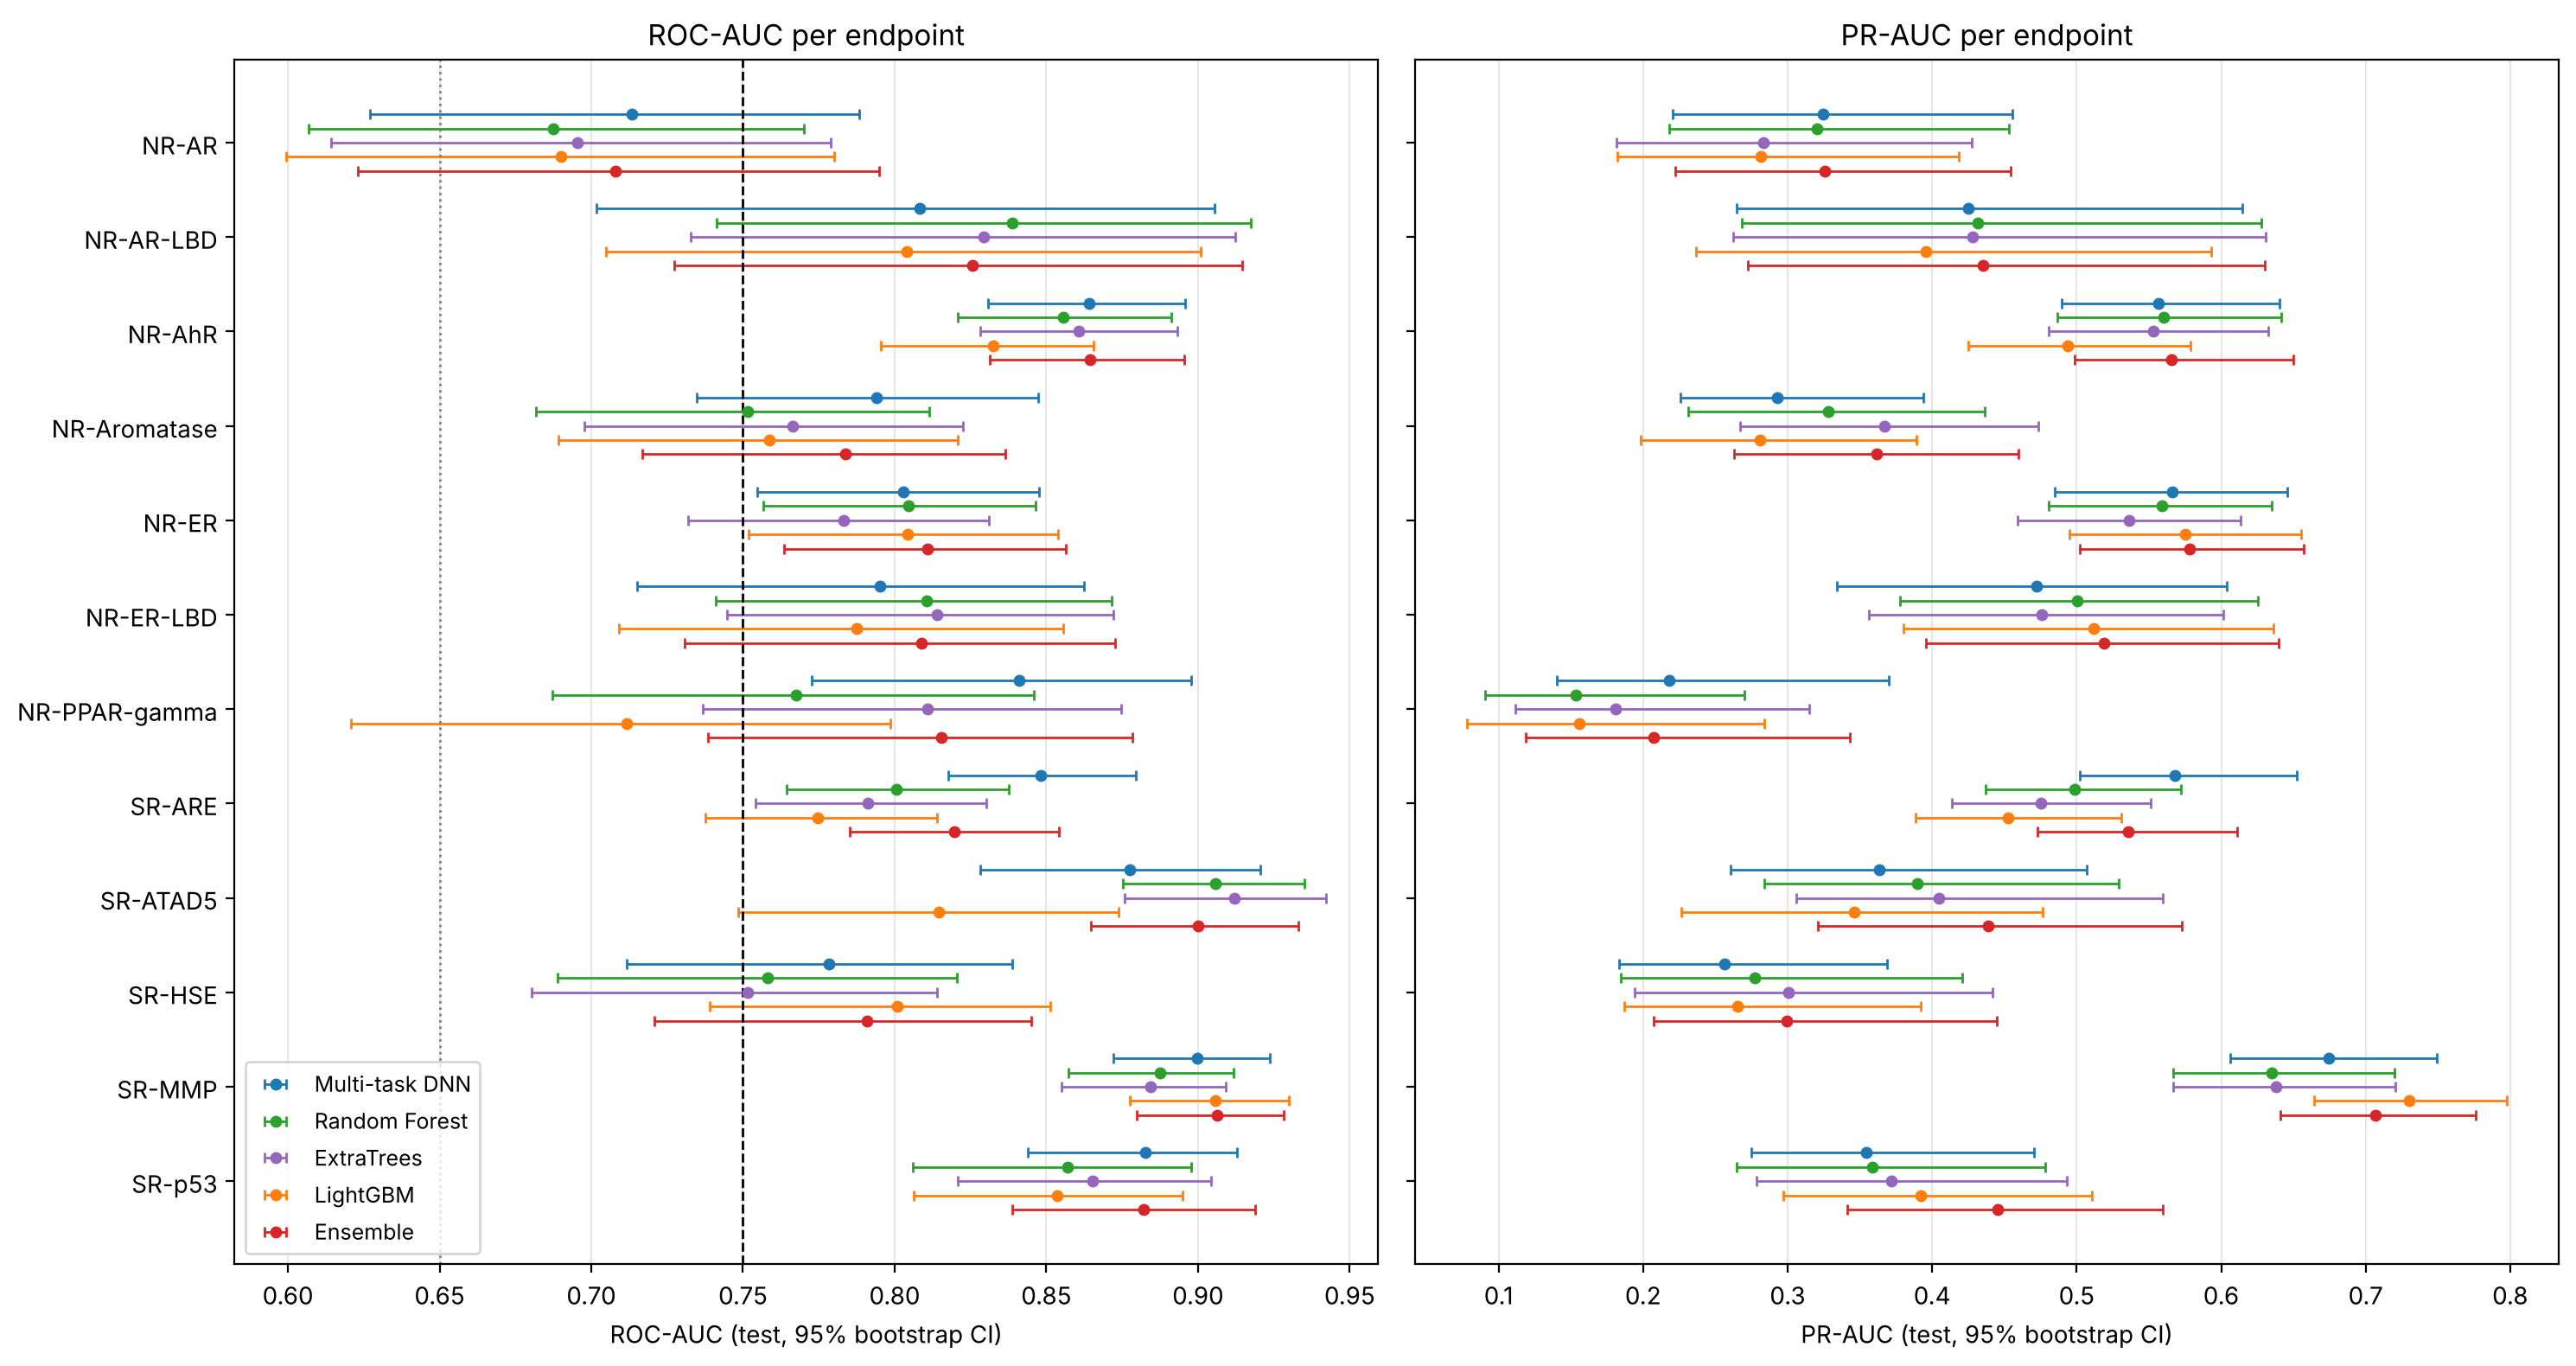 ROC-AUC per endpoint
PR-AUC per endpoint
NR-AR
NR-AR-LBD
NR-AhR
NR-Aromatase
NR-ER
NR-ER-LBD
NR-PPAR-gamma
SR-ARE
SR-ATAD5
SR-HSE
SR-MMP
SR-p53
Multi-task DNN
Random Forest
ExtraTrees
LightGBM
Ensemble
0.60 0.65 0.70 0.75 0.80 0.85 0.90 0.95
0.1 0.2 0.3 0.4 0.5 0.6 0.7 0.8
ROC-AUC (test, 95% bootstrap CI)
PR-AUC (test, 95% bootstrap CI)